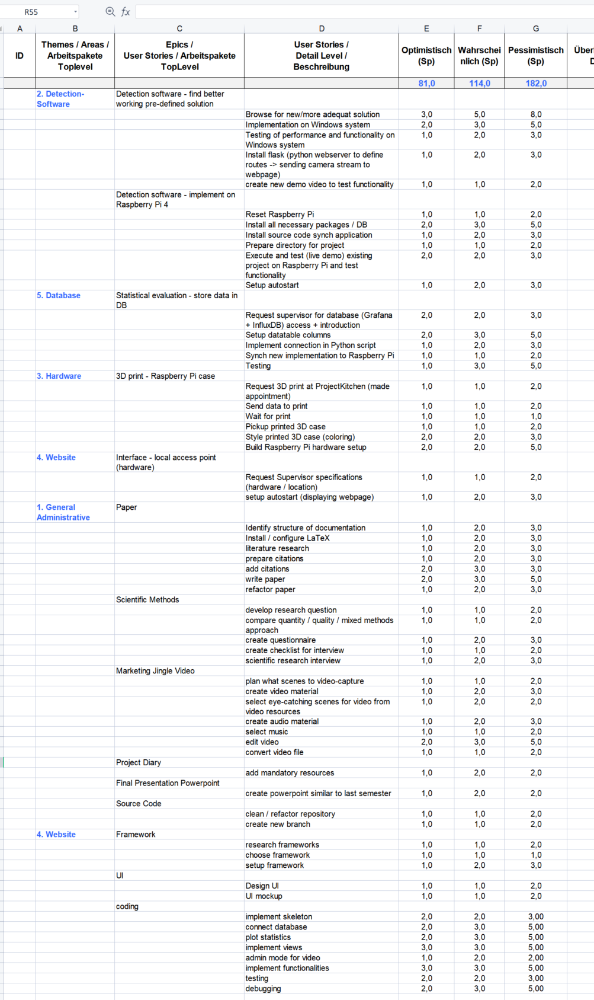 R55 fx
A B C D E F G
ID Themes / Areas / Arbeitspakete Toplevel Epics / User Stories / Arbeitspakete TopLevel User Stories / Detail Level / Beschreibung Optimistisch (Sp) Wahrschei nlich (Sp) Pessimistisch (Sp)
81,0 114,0 182,0
2. Detection-Software Detection software - find better working pre-defined solution
Browse for new/more adequat solution 3,0 5,0 8,0
Implementation on Windows system 2,0 3,0 5,0
Testing of performance and functionality on Windows system 1,0 2,0 3,0
Install flask (python webserver to define routes -> sending camera stream to webpage) 1,0 2,0 3,0
create new demo video to test functionality 1,0 1,0 2,0
Detection software - implement on Raspberry Pi 4
Reset Raspberry Pi 1,0 1,0 2,0
Install all necessary packages / DB 2,0 3,0 5,0
Install source code synch application 1,0 2,0 3,0
Prepare directory for project 1,0 1,0 2,0
Execute and test (live demo) existing project on Raspberry Pi and test functionality 2,0 2,0 3,0
Setup autostart 1,0 2,0 3,0
5. Database Statistical evaluation - store data in DB
Request supervisor for database (Grafana + InfluxDB) access + introduction 2,0 2,0 3,0
Setup datatable columns 2,0 3,0 5,0
Implement connection in Python script 1,0 2,0 3,0
Synch new implementation to Raspberry Pi 1,0 1,0 2,0
Testing 1,0 3,0 5,0
3. Hardware 3D print - Raspberry Pi case
Request 3D print at ProjectKitchen (made appointment) 1,0 1,0 2,0
Send data to print 1,0 1,0 2,0
Wait for print 1,0 1,0 1,0
Pickup printed 3D case 1,0 1,0 2,0
Style printed 3D case (coloring) 2,0 2,0 3,0
Build Raspberry Pi hardware setup 2,0 2,0 5,0
4. Website Interface - local access point (hardware)
Request Supervisor specifications (hardware / location) 1,0 1,0 2,0
setup autostart (displaying webpage) 1,0 2,0 3,0
1. General Administrative Paper
Identify structure of documentation 1,0 2,0 3,0
Install / configure LaTeX 1,0 2,0 3,0
literature research 1,0 2,0 3,0
prepare citations 1,0 2,0 3,0
add citations 2,0 3,0 3,0
write paper 2,0 3,0 5,0
refactor paper 1,0 2,0 3,0
Scientific Methods
develop research question 1,0 1,0 2,0
compare quantity / quality / mixed methods approach 1,0 1,0 2,0
create questionnaire 1,0 2,0 3,0
create checklist for interview 1,0 1,0 2,0
scientific research interview 1,0 2,0 3,0
Marketing Jingle Video
plan what scenes to video-capture 1,0 1,0 2,0
create video material 1,0 2,0 3,0
select eye-catching scenes for video from video resources 1,0 2,0 2,0
create audio material 1,0 2,0 3,0
select music 1,0 1,0 2,0
edit video 2,0 3,0 5,0
convert video file 1,0 1,0 2,0
Project Diary
add mandatory resources 1,0 2,0 2,0
Final Presentation Powerpoint
create powerpoint similar to last semester 1,0 2,0 2,0
Source Code
clean / refactor repository 1,0 1,0 2,0
create new branch 1,0 1,0 2,0
4. Website Framework
research frameworks 1,0 1,0 2,0
choose framework 1,0 1,0 1,0
setup framework 1,0 2,0 3,0
UI
Design UI 1,0 1,0 2,0
UI mockup 1,0 1,0 2,0
coding
implement skeleton 2,0 2,0 3,00
connect database 2,0 3,0 5,00
plot statistics 2,0 3,0 5,00
implement views 3,0 3,0 5,00
admin mode for video 1,0 2,0 2,00
implement functionalities 3,0 3,0 5,00
testing 2,0 2,0 3,00
debugging 2,0 3,0 5,00